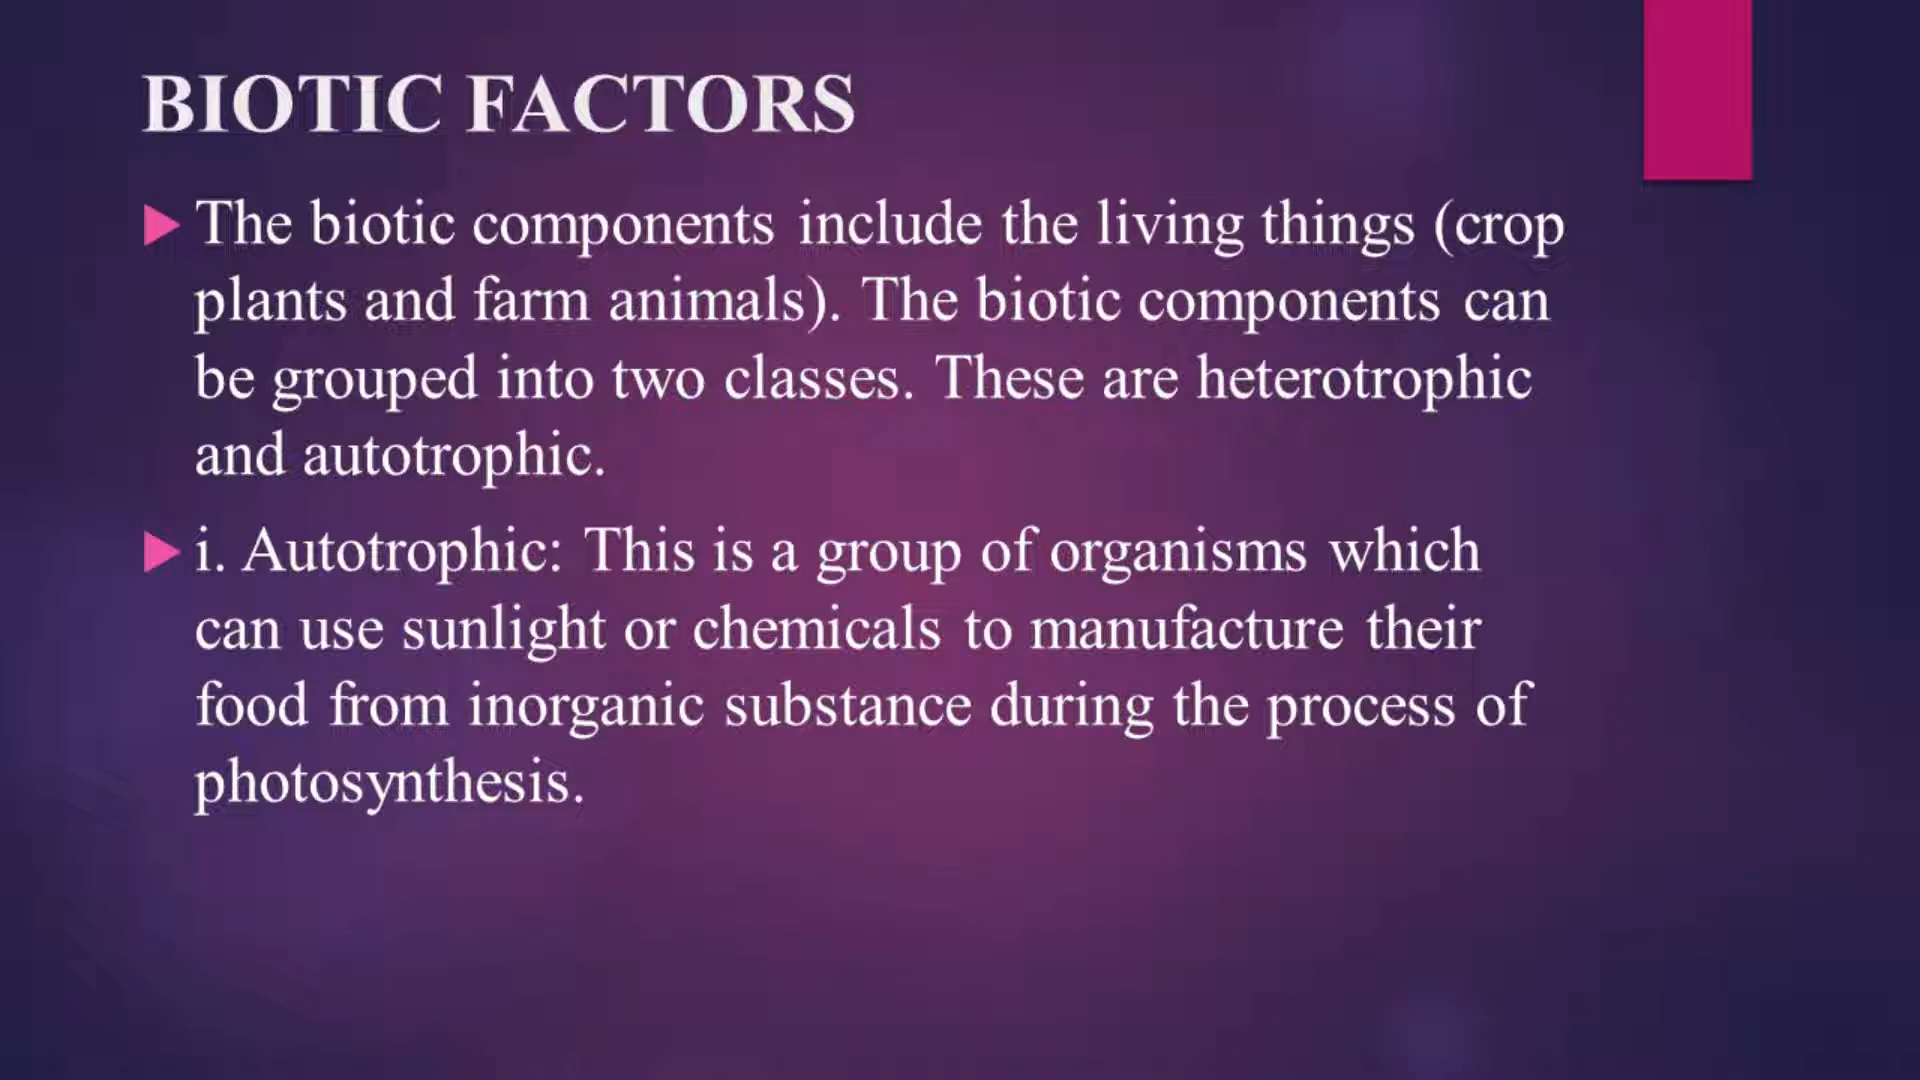 BIOTIC FACTORS
The biotic components include the living things (crop
plants and farm animals). The biotic components can
be grouped into two classes. These are heterotrophic
and autotrophic.
i. Autotrophic: This is a group of organisms which
can use sunlight or chemicals to manufacture their
food from inorganic substance during the process of
photosynthesis.